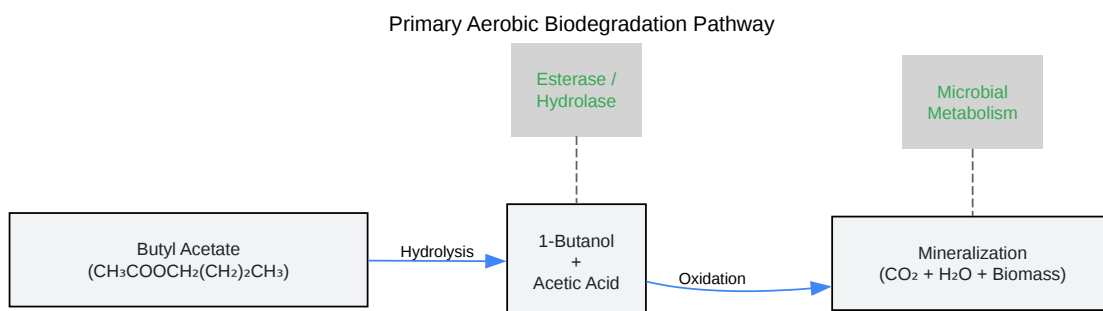 Primary Aerobic Biodegradation Pathway
Esterase /
Hydrolase
Microbial
Metabolism
Butyl Acetate
(CH₃COOCH₂(CH₂)₂CH₃)
Hydrolysis
1-Butanol
+
Acetic Acid
Oxidation
Mineralization
(CO₂ + H₂O + Biomass)